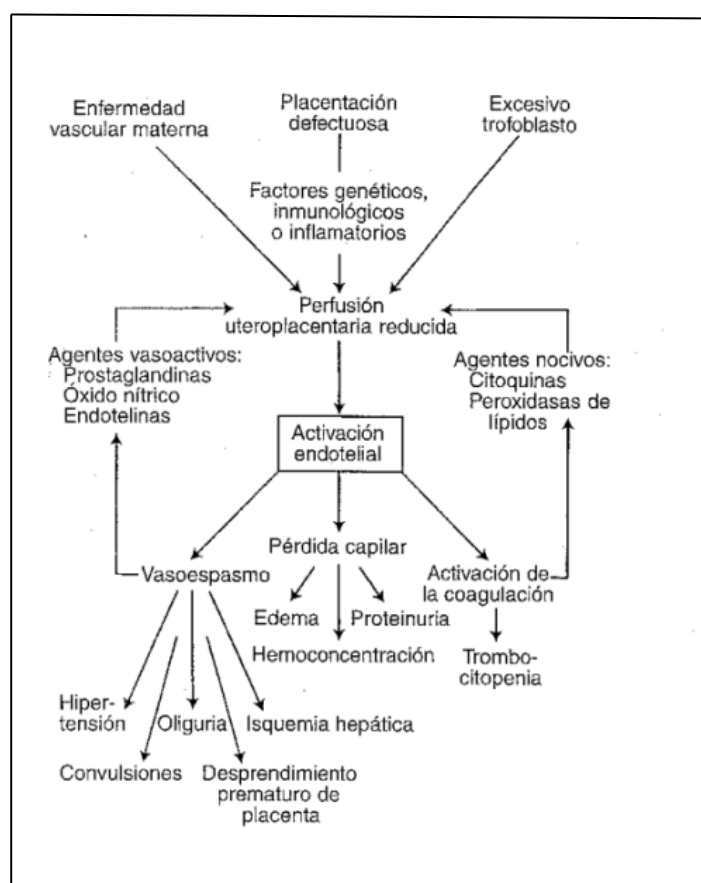 Enfermedad
vascular materna
Placentación
defectuosa
Excesivo
trofoblasto
Factores genéticos,
inmunológicos
o inflamatorios
Perfusión
uteroplacentaria reducida
Agentes vasoactivos:
Prostaglandinas
Óxido nítrico
Endotelinas
Agentes nocivos:
Citoquinas
Peroxidasas de
lípidos
Activación
endotelial
Vasoespasmo
Pérdida capilar
Activación de
la coagulación
Edema
Proteinuria
Hemoconcentración
Trombo-
citopenia
Hiper-
tensión
Oliguria
Isquemia hepática
Convulsiones
Desprendimiento
prematuro de
placenta